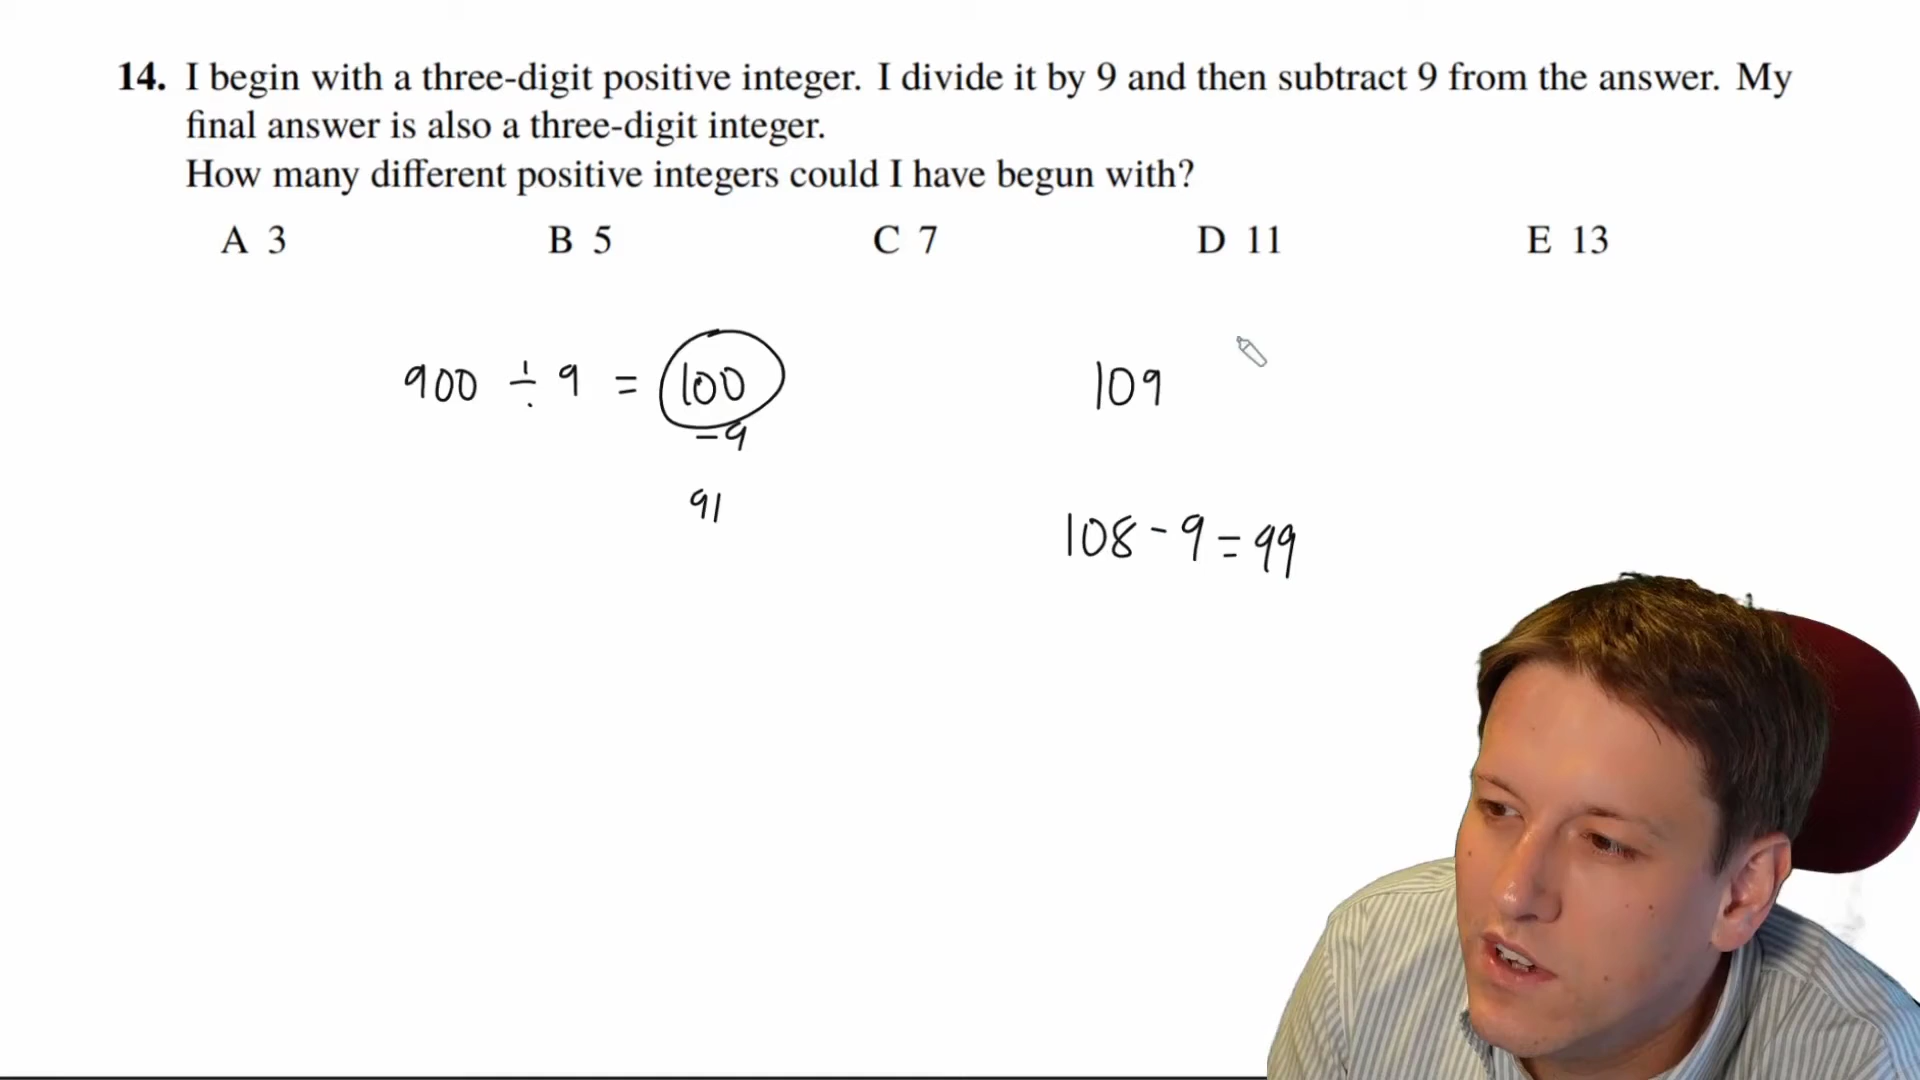 14. I begin with a three-digit positive integer. I divide it by 9 and then subtract 9 from the answer. My
final answer is also a three-digit integer.
How many different positive integers could I have begun with?
A 3 B 5 C 7 D 11 E 13
900 ÷ 9 = 100
-9
91
109
108 - 9 = 99